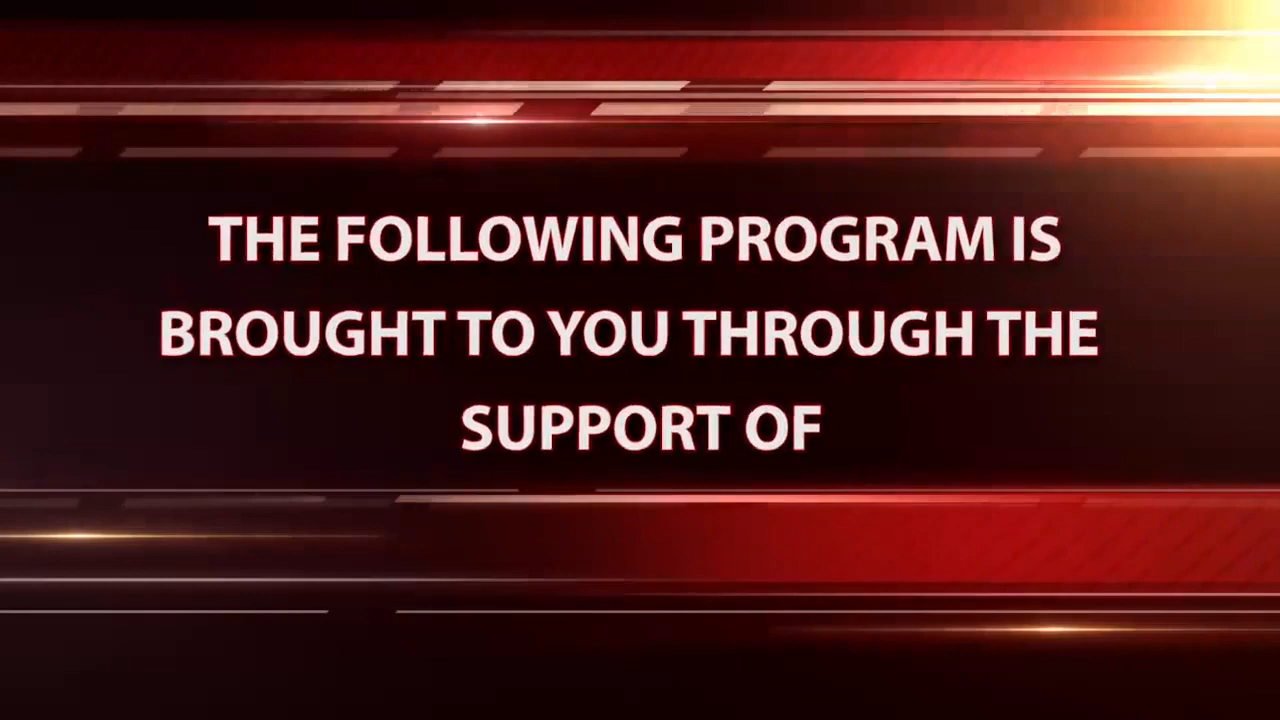 THE FOLLOWING PROGRAM IS
BROUGHT TO YOU THROUGH THE
SUPPORT OF